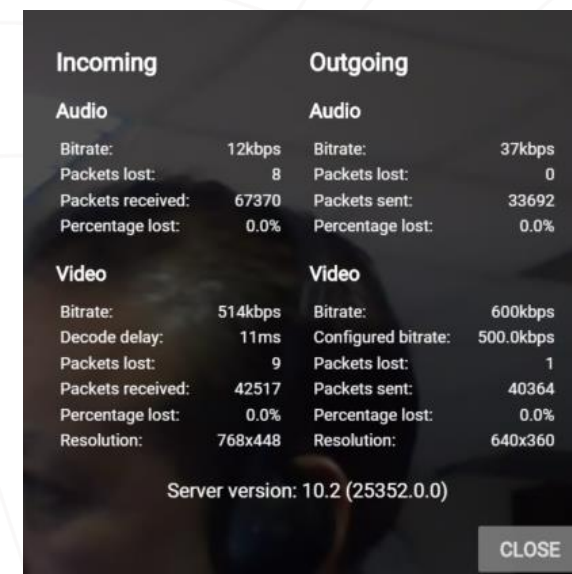 Incoming
Audio
Bitrate: 12kbps
Packets lost: 8
Packets received: 67370
Percentage lost: 0.0%
Video
Bitrate: 514kbps
Decode delay: 11ms
Packets lost: 9
Packets received: 42517
Percentage lost: 0.0%
Resolution: 768x448
Outgoing
Audio
Bitrate: 37kbps
Packets lost: 0
Packets sent: 33692
Percentage lost: 0.0%
Video
Bitrate: 600kbps
Configured bitrate: 500.0kbps
Packets lost: 1
Packets sent: 40364
Percentage lost: 0.0%
Resolution: 640x360
Server version: 10.2 (25352.0.0)
CLOSE